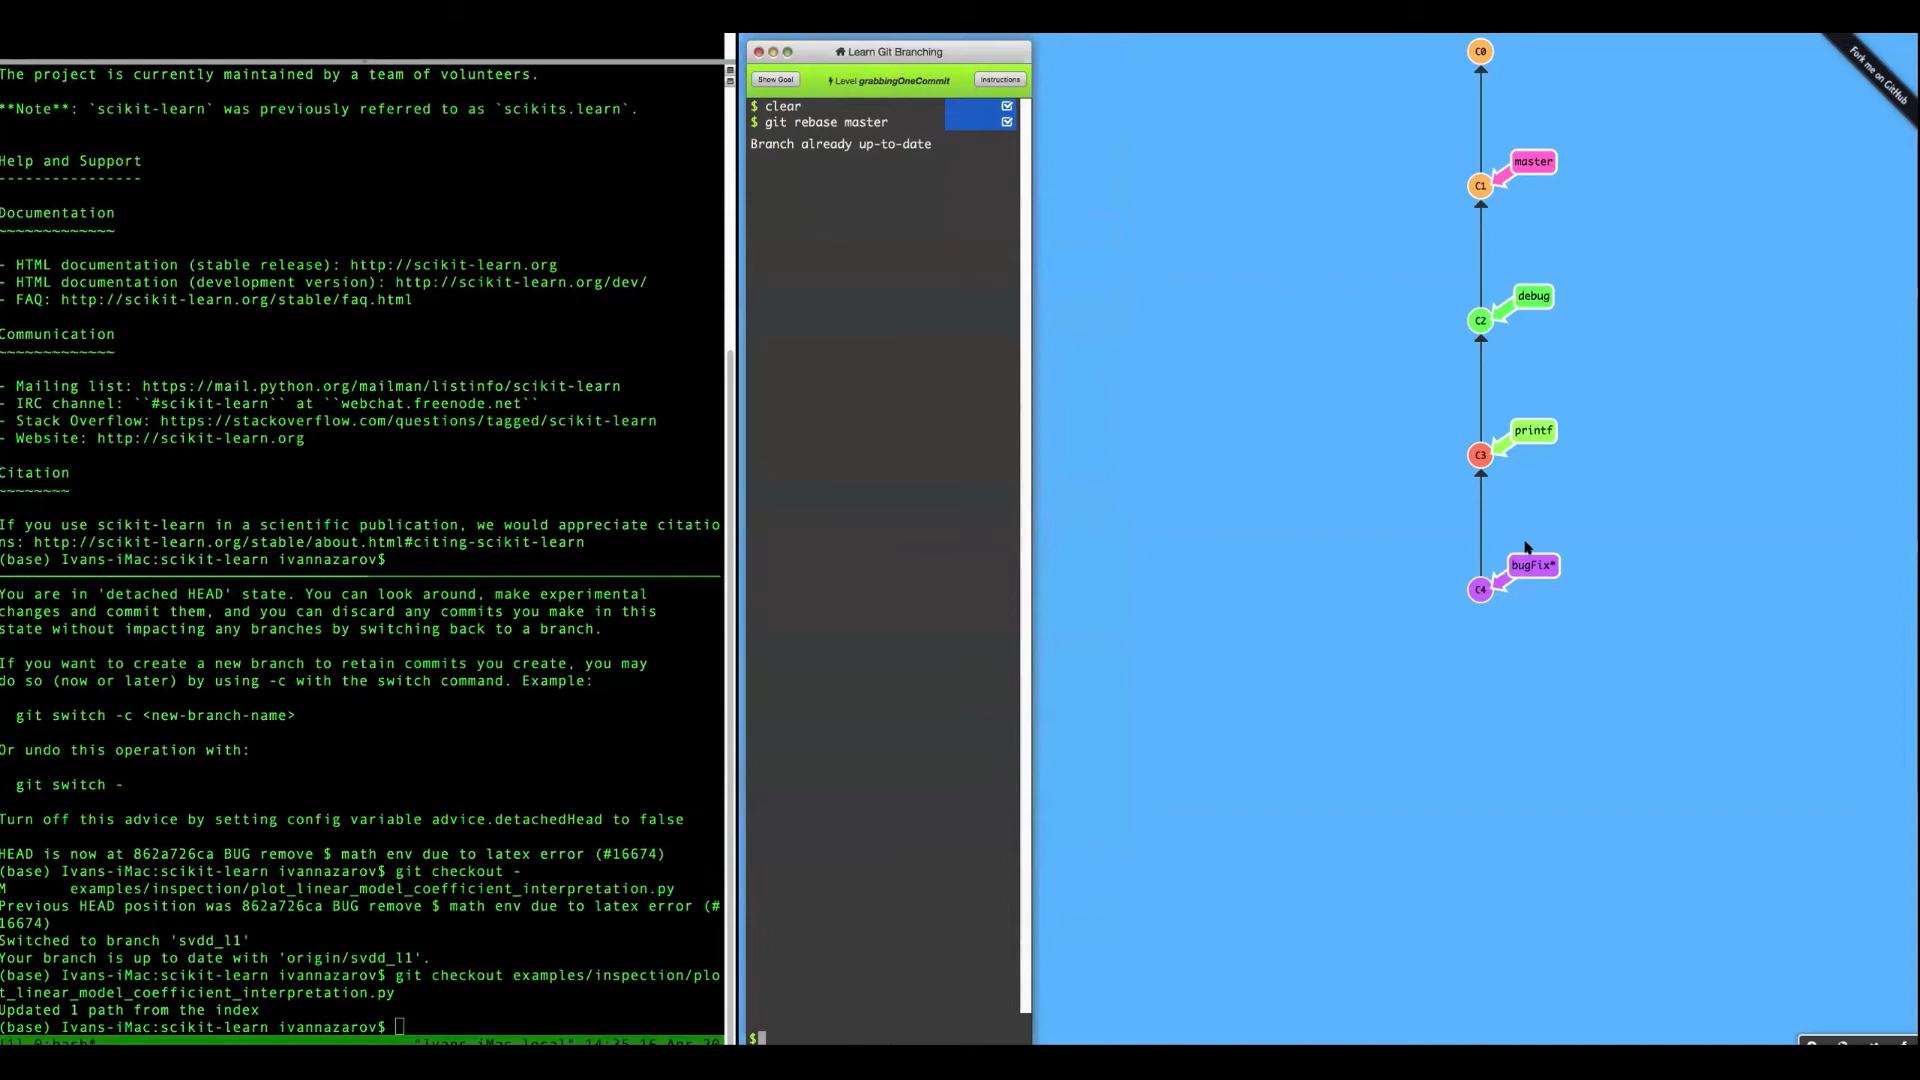 The project is currently maintained by a team of volunteers.
**Note**: `scikit-learn` was previously referred to as `scikits.learn`.
Help and Support
----------------
Documentation
~~~~~~~~~~~~~
- HTML documentation (stable release): http://scikit-learn.org
- HTML documentation (development version): http://scikit-learn.org/dev/
- FAQ: http://scikit-learn.org/stable/faq.html
Communication
~~~~~~~~~~~~~
- Mailing list: https://mail.python.org/mailman/listinfo/scikit-learn
- IRC channel: ``#scikit-learn`` at ``webchat.freenode.net``
- Stack Overflow: https://stackoverflow.com/questions/tagged/scikit-learn
- Website: http://scikit-learn.org
Citation
~~~~~~~~
If you use scikit-learn in a scientific publication, we would appreciate citatio
ns: http://scikit-learn.org/stable/about.html#citing-scikit-learn
(base) Ivans-iMac:scikit-learn ivannazarov$
You are in 'detached HEAD' state. You can look around, make experimental
changes and commit them, and you can discard any commits you make in this
state without impacting any branches by switching back to a branch.
If you want to create a new branch to retain commits you create, you may
do so (now or later) by using -c with the switch command. Example:
git switch -c <new-branch-name>
Or undo this operation with:
git switch -
Turn off this advice by setting config variable advice.detachedHead to false
HEAD is now at 862a726ca BUG remove $ math env due to latex error (#16674)
(base) Ivans-iMac:scikit-learn ivannazarov$ git checkout -
M       examples/inspection/plot_linear_model_coefficient_interpretation.py
Previous HEAD position was 862a726ca BUG remove $ math env due to latex error (#
16674)
Switched to branch 'svdd_l1'
Your branch is up to date with 'origin/svdd_l1'.
(base) Ivans-iMac:scikit-learn ivannazarov$ git checkout examples/inspection/plo
t_linear_model_coefficient_interpretation.py
Updated 1 path from the index
(base) Ivans-iMac:scikit-learn ivannazarov$
[1] 0:bash* "Ivans-iMac.local" 14:35 16-Apr-20
Learn Git Branching
Show Goal
Level grabbingOneCommit
Instructions
$ clear
$ git rebase master
Branch already up-to-date
$
C0
master
C1
debug
C2
printf
C3
bugFix*
C4
Fork me on GitHub